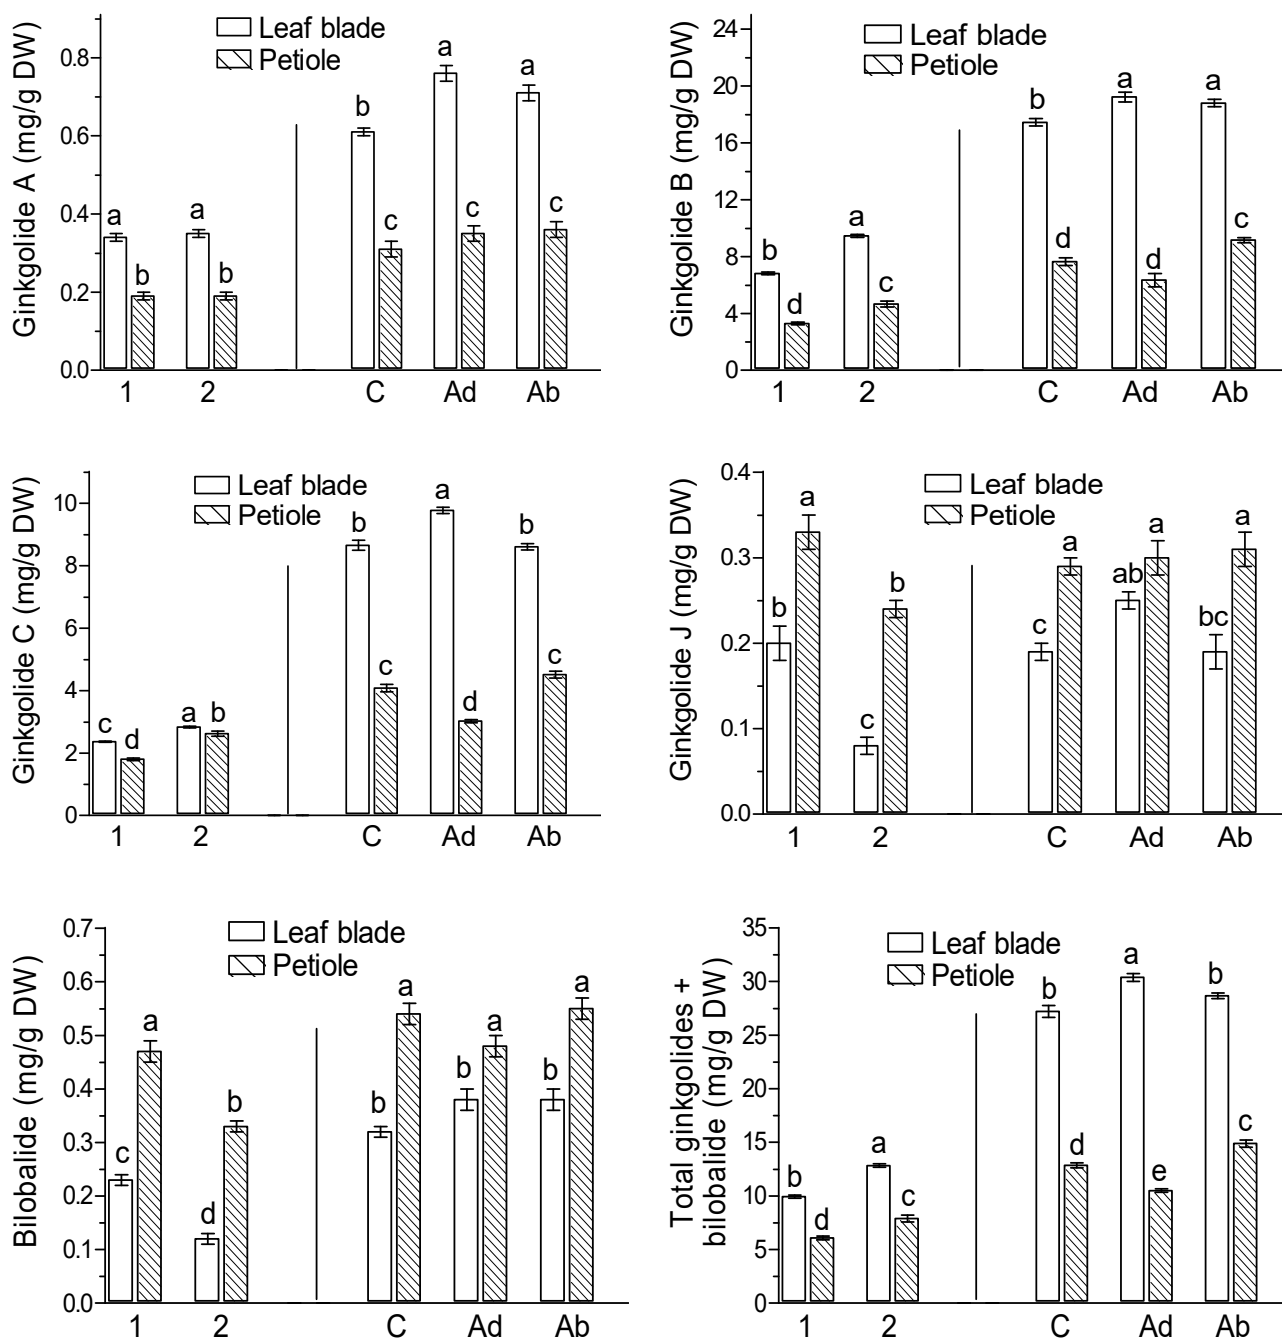 Ginkgolide A (mg/g DW)
Leaf blade
Petiole
0.8
0.6
0.4
0.2
0.0
a
b
a
b
b
c
a
c
a
c
1 2 C Ad Ab
Ginkgolide B (mg/g DW)
Leaf blade
Petiole
24
20
16
12
8
4
0
b
d
a
c
b
d
a
d
a
c
1 2 C Ad Ab
Ginkgolide C (mg/g DW)
Leaf blade
Petiole
10
8
6
4
2
0
c
d
a
b
b
c
a
d
b
c
1 2 C Ad Ab
Ginkgolide J (mg/g DW)
Leaf blade
Petiole
0.4
0.3
0.2
0.1
0.0
b
a
c
b
c
a
ab
a
bc
a
1 2 C Ad Ab
Bilobalide (mg/g DW)
Leaf blade
Petiole
0.7
0.6
0.5
0.4
0.3
0.2
0.1
0.0
c
a
d
b
b
a
b
a
b
a
1 2 C Ad Ab
Total ginkgolides +
bilobalide (mg/g DW)
Leaf blade
Petiole
35
30
25
20
15
10
5
0
b
d
a
c
b
d
a
e
b
c
1 2 C Ad Ab